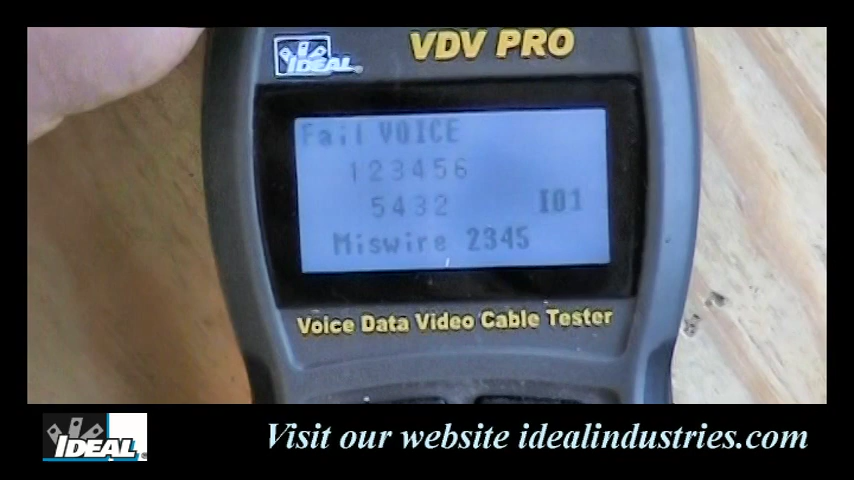 IDEAL®
VDV PRO
Fail VOICE
123456
5432 I01
Miswire 2345
Voice Data Video Cable Tester
IDEAL®
Visit our website idealindustries.com